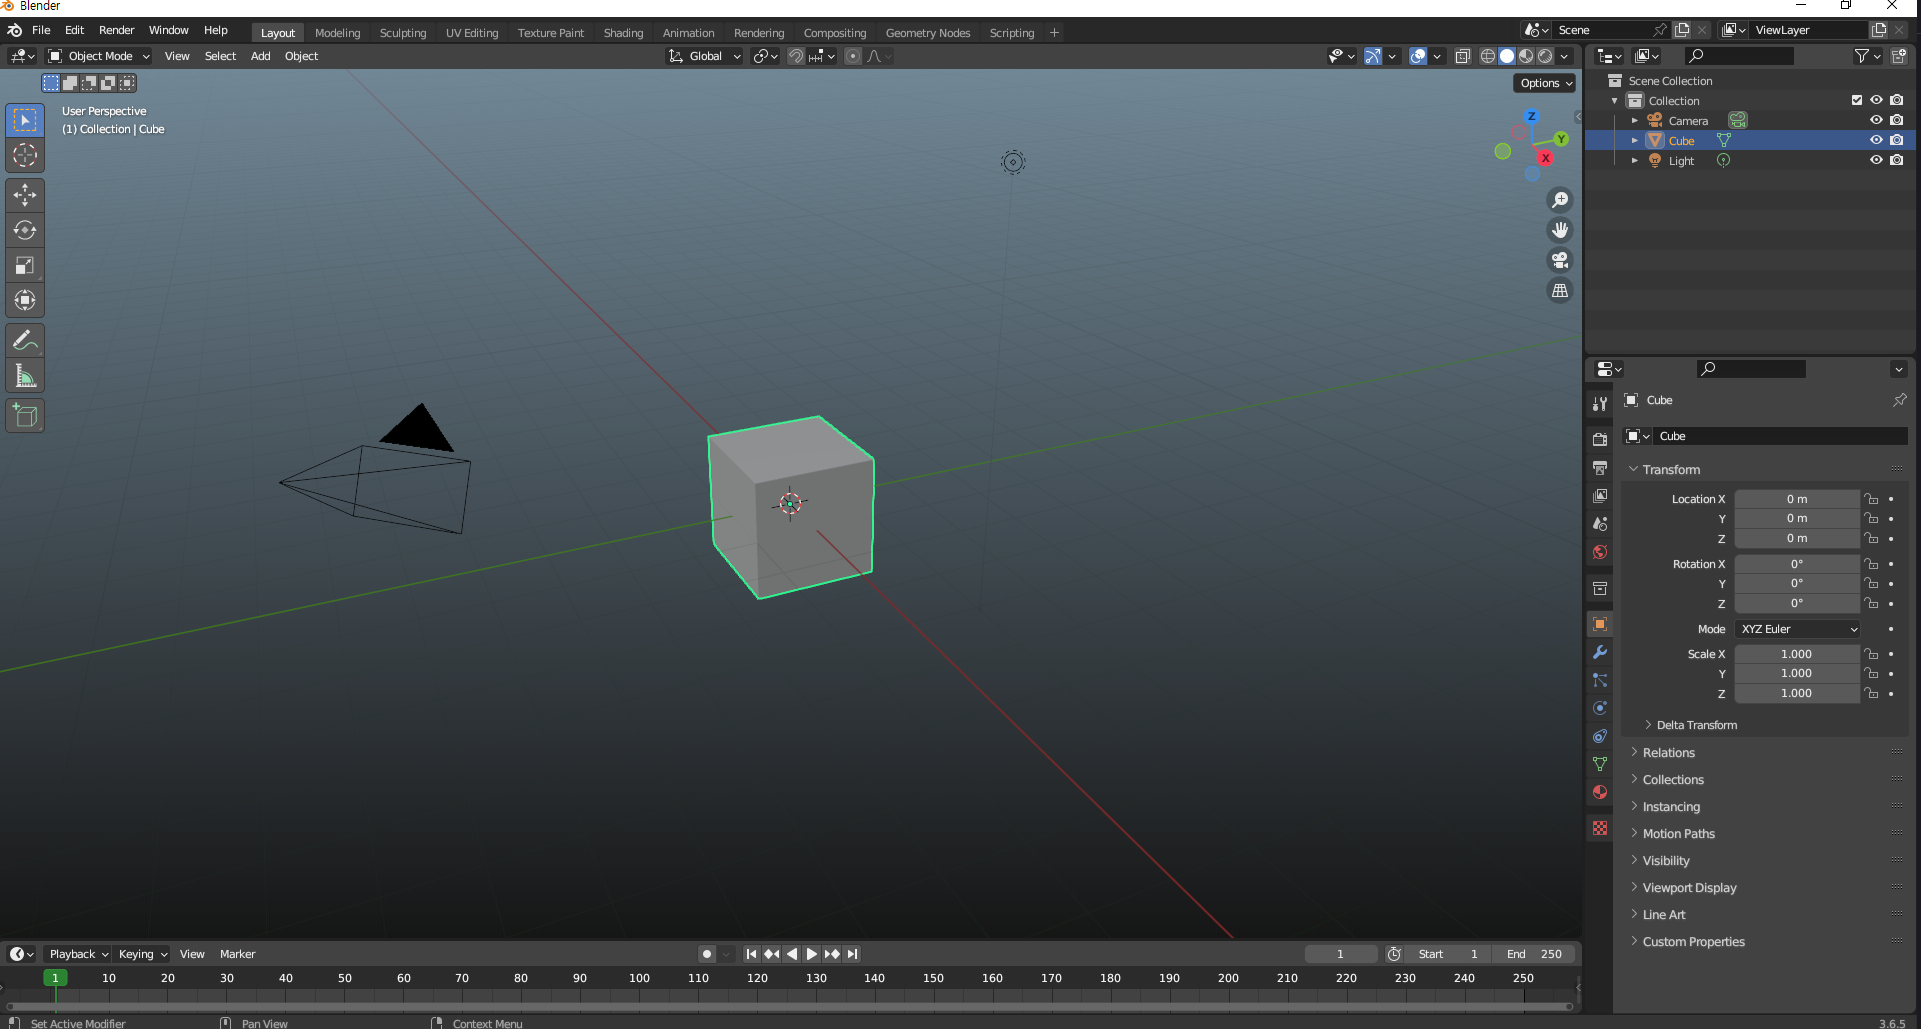 Blender
File Edit Render Window Help Layout Modeling Sculpting UV Editing Texture Paint Shading Animation Rendering Compositing Geometry Nodes Scripting + Scene ViewLayer
Object Mode View Select Add Object Global
Options
User Perspective
(1) Collection | Cube
Z
Y
X
Scene Collection
Collection
Camera
Cube
Light
Cube
Cube
Transform
Location X 0 m
Y 0 m
Z 0 m
Rotation X 0°
Y 0°
Z 0°
Mode XYZ Euler
Scale X 1.000
Y 1.000
Z 1.000
Delta Transform
Relations
Collections
Instancing
Motion Paths
Visibility
Viewport Display
Line Art
Custom Properties
Playback Keying View Marker 1 Start 1 End 250
1 10 20 30 40 50 60 70 80 90 100 110 120 130 140 150 160 170 180 190 200 210 220 230 240 250
Set Active Modifier Pan View Context Menu 3.6.5